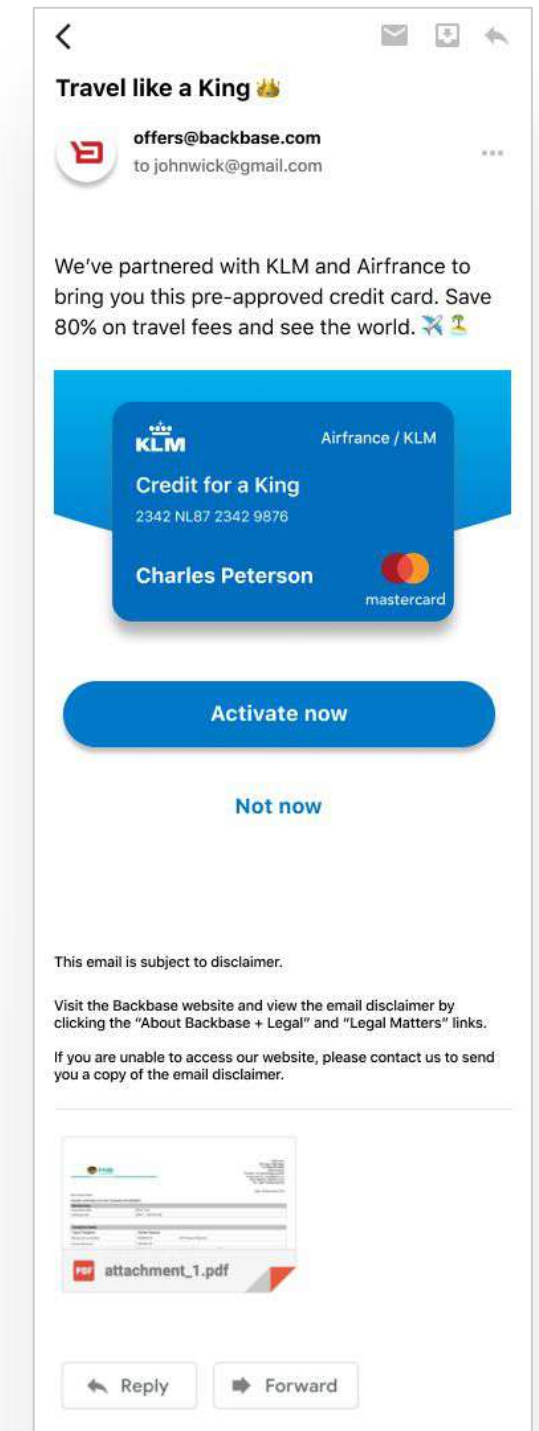 Travel like a King 👑
offers@backbase.com
to johnwick@gmail.com
We’ve partnered with KLM and Airfrance to
bring you this pre-approved credit card. Save
80% on travel fees and see the world. ✈️ 🏝️
KLM
Airfrance / KLM
Credit for a King
2342 NL87 2342 9876
Charles Peterson
mastercard
Activate now
Not now
This email is subject to disclaimer.
Visit the Backbase website and view the email disclaimer by
clicking the “About Backbase + Legal” and “Legal Matters” links.
If you are unable to access our website, please contact us to send
you a copy of the email disclaimer.
PDF
attachment_1.pdf
Reply
Forward